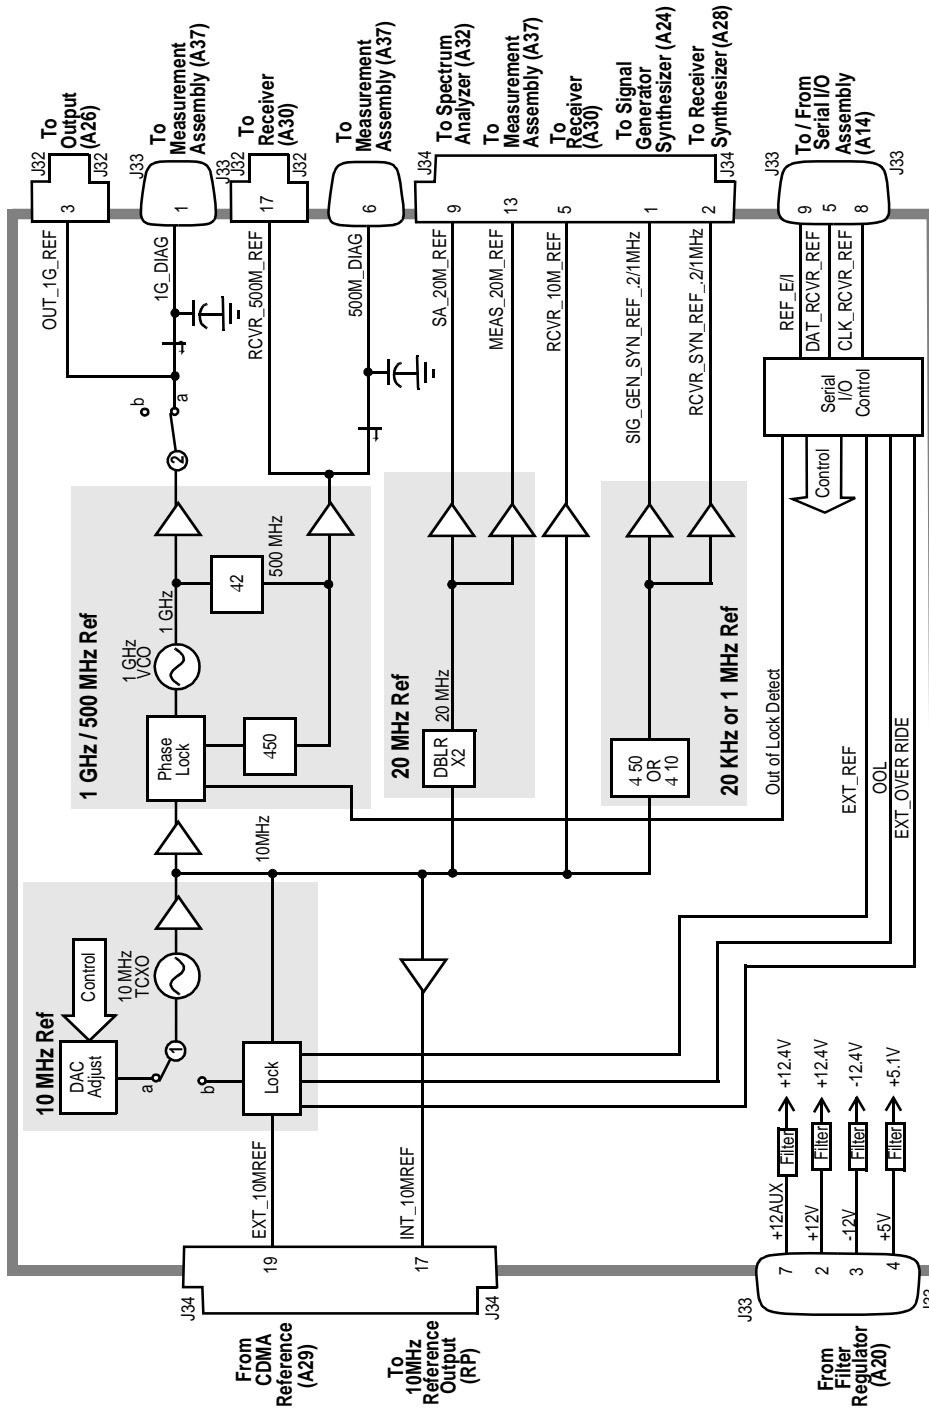 From
CDMA
Reference
(A29)
To
10MHz
Reference
Output
(RP)
From
Filter
Regulator
(A20)
J34
J34
19
17
J33
7
2
3
4
EXT_10MREF
INT_10MREF
+12AUX
+12V
-12V
+5V
Filter
Filter
Filter
Filter
+12.4V
+12.4V
-12.4V
+5.1V
10 MHz Ref
DAC
Adjust
Control
a
b
1
Lock
10 MHz
TCXO
10MHz
1 GHz / 500 MHz Ref
Phase
Lock
1 GHz
VCO
1 GHz
450
42
500 MHz
20 MHz Ref
DBLR
X2
20 MHz
20 KHz or 1 MHz Ref
4 50
OR
4 10
Out of Lock Detect
EXT_REF
OOL
EXT_OVER RIDE
Control
Serial
I/O
Control
2
a
b
OUT_1G_REF
1G_DIAG
RCVR_500M_REF
500M_DIAG
SA_20M_REF
MEAS_20M_REF
RCVR_10M_REF
SIG_GEN_SYN_REF_.2/1MHz
RCVR_SYN_REF_.2/1MHz
REF_E/I
DAT_RCVR_REF
CLK_RCVR_REF
J32
3
J32
J33
1
J33
J32
17
J32
6
J34
9
13
5
1
2
J34
J33
9
5
8
J33
To
Output
(A26)
To
Measurement
Assembly (A37)
To
Receiver
(A30)
To
Measurement
Assembly (A37)
To Spectrum
Analyzer (A32)
To
Measurement
Assembly (A37)
To
Receiver
(A30)
To Signal
Generator
Synthesizer (A24)
To Receiver
Synthesizer (A28)
To / From
Serial I/O
Assembly
(A14)